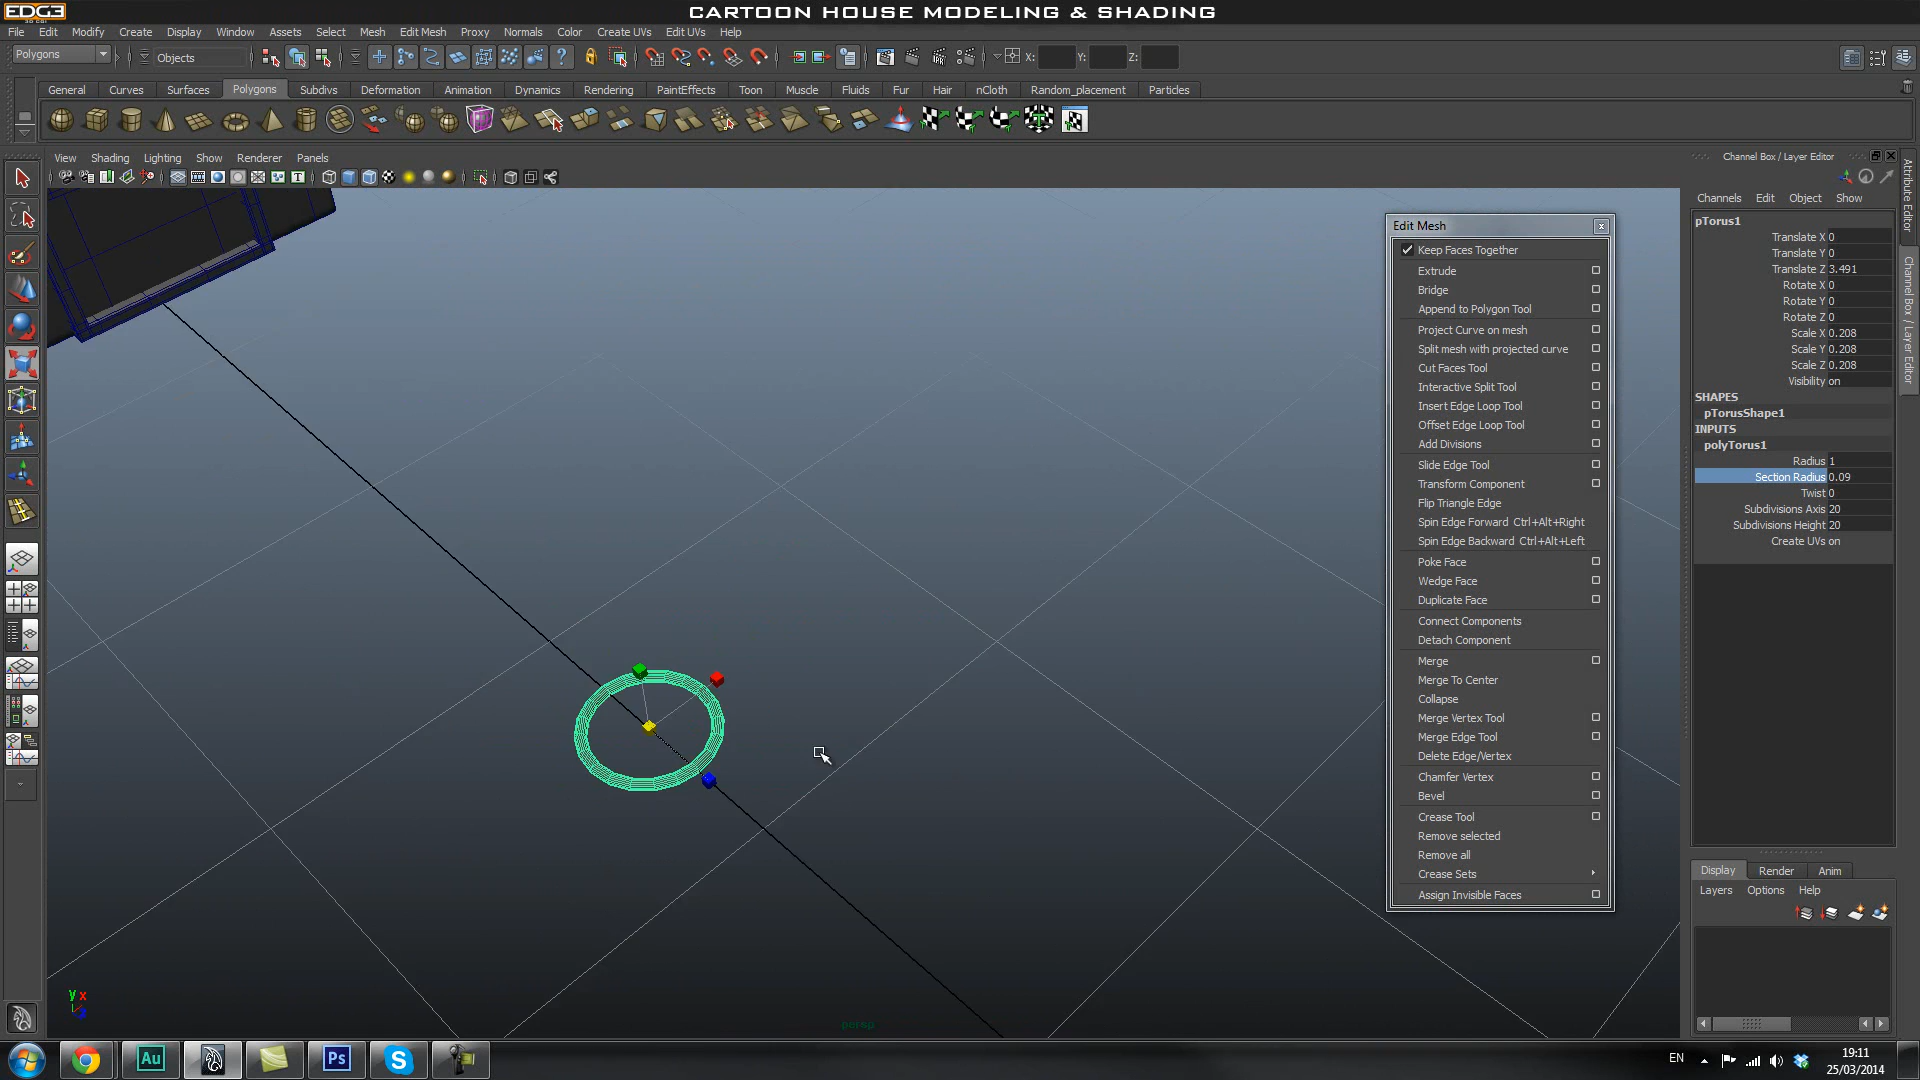 EDG3
CARTOON HOUSE MODELING & SHADING
File Edit Modify Create Display Window Assets Select Mesh Edit Mesh Proxy Normals Color Create UVs Edit UVs Help
Polygons Objects X: Y: Z:
General Curves Surfaces Polygons Subdivs Deformation Animation Dynamics Rendering PaintEffects Toon Muscle Fluids Fur Hair nCloth Random_placement Particles
View Shading Lighting Show Renderer Panels
Channel Box / Layer Editor
Channels Edit Object Show
pTorus1
Translate X 0
Translate Y 0
Translate Z 3.491
Rotate X 0
Rotate Y 0
Rotate Z 0
Scale X 0.208
Scale Y 0.208
Scale Z 0.208
Visibility on
SHAPES
pTorusShape1
INPUTS
polyTorus1
Radius 1
Section Radius 0.09
Twist 0
Subdivisions Axis 20
Subdivisions Height 20
Create UVs on
Attribute Editor
Channel Box / Layer Editor
Edit Mesh
Keep Faces Together
Extrude
Bridge
Append to Polygon Tool
Project Curve on mesh
Split mesh with projected curve
Cut Faces Tool
Interactive Split Tool
Insert Edge Loop Tool
Offset Edge Loop Tool
Add Divisions
Slide Edge Tool
Transform Component
Flip Triangle Edge
Spin Edge Forward Ctrl+Alt+Right
Spin Edge Backward Ctrl+Alt+Left
Poke Face
Wedge Face
Duplicate Face
Connect Components
Detach Component
Merge
Merge To Center
Collapse
Merge Vertex Tool
Merge Edge Tool
Delete Edge/Vertex
Chamfer Vertex
Bevel
Crease Tool
Remove selected
Remove all
Crease Sets
Assign Invisible Faces
Display Render Anim
Layers Options Help
y x
persp
Au Ps
EN
19:11
25/03/2014